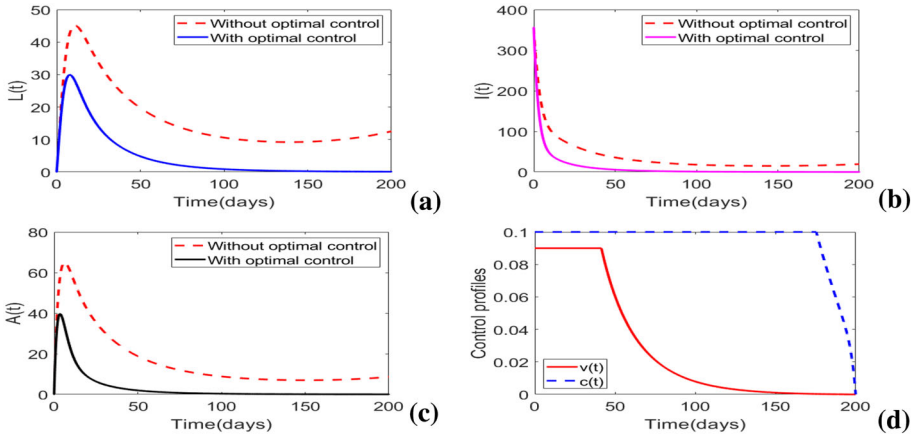 50
40
30
20
10
0
L(t)
Without optimal control
With optimal control
0 50 100 150 200
Time(days)
(a)
400
300
200
100
0
I(t)
Without optimal control
With optimal control
0 50 100 150 200
Time(days)
(b)
80
60
40
20
0
A(t)
Without optimal control
With optimal control
0 50 100 150 200
Time(days)
(c)
0.1
0.08
0.06
0.04
0.02
0
Control profiles
v(t)
c(t)
0 50 100 150 200
Time(days)
(d)